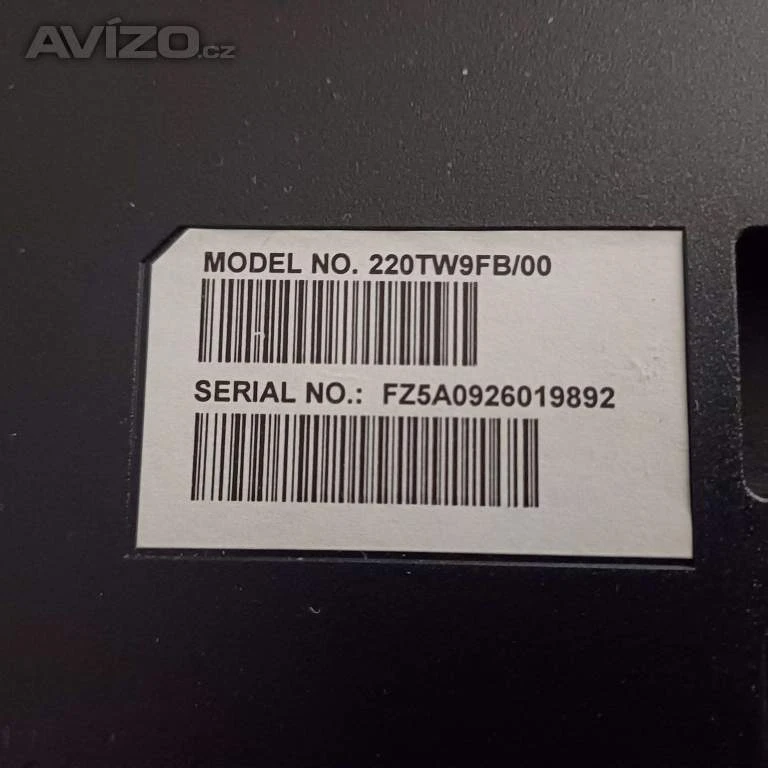 AVÍZO.cz
MODEL NO. 220TW9FB/00
SERIAL NO.: FZ5A0926019892